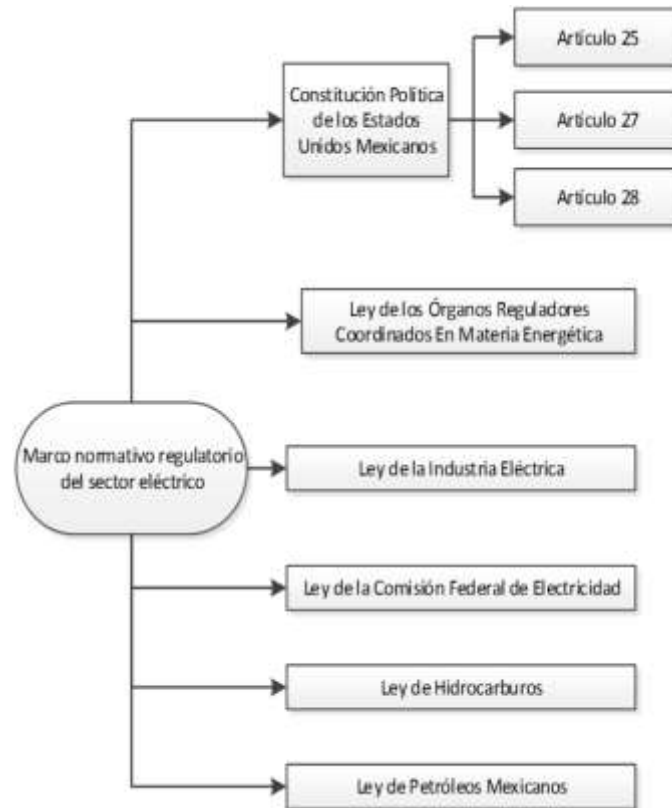 Artículo 25
Constitución Política
de los Estados
Unidos Mexicanos
Artículo 27
Artículo 28
Ley de los Órganos Reguladores
Coordinados En Materia Energética
Marco normativo regulatorio
del sector eléctrico
Ley de la Industria Eléctrica
Ley de la Comisión Federal de Electricidad
Ley de Hidrocarburos
Ley de Petróleos Mexicanos